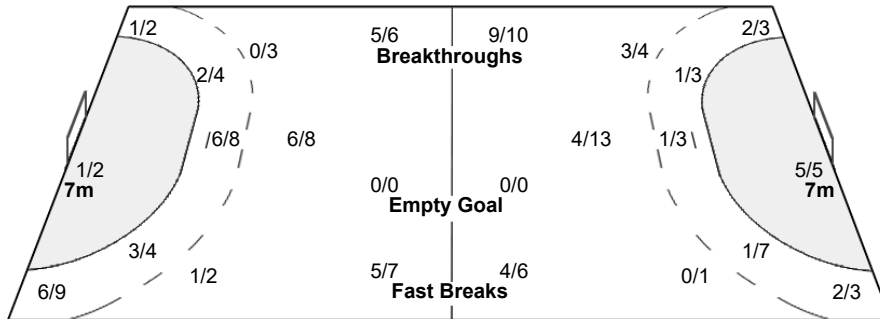 1/2 5/6 9/10 2/3
0/3 Breakthroughs 3/4
2/4 1/3
6/8 6/8 4/13 1/3
1/2 5/5
7m 0/0 0/0 7m
Empty Goal
3/4 1/7
1/2 5/7 4/6 0/1
6/9 Fast Breaks 2/3